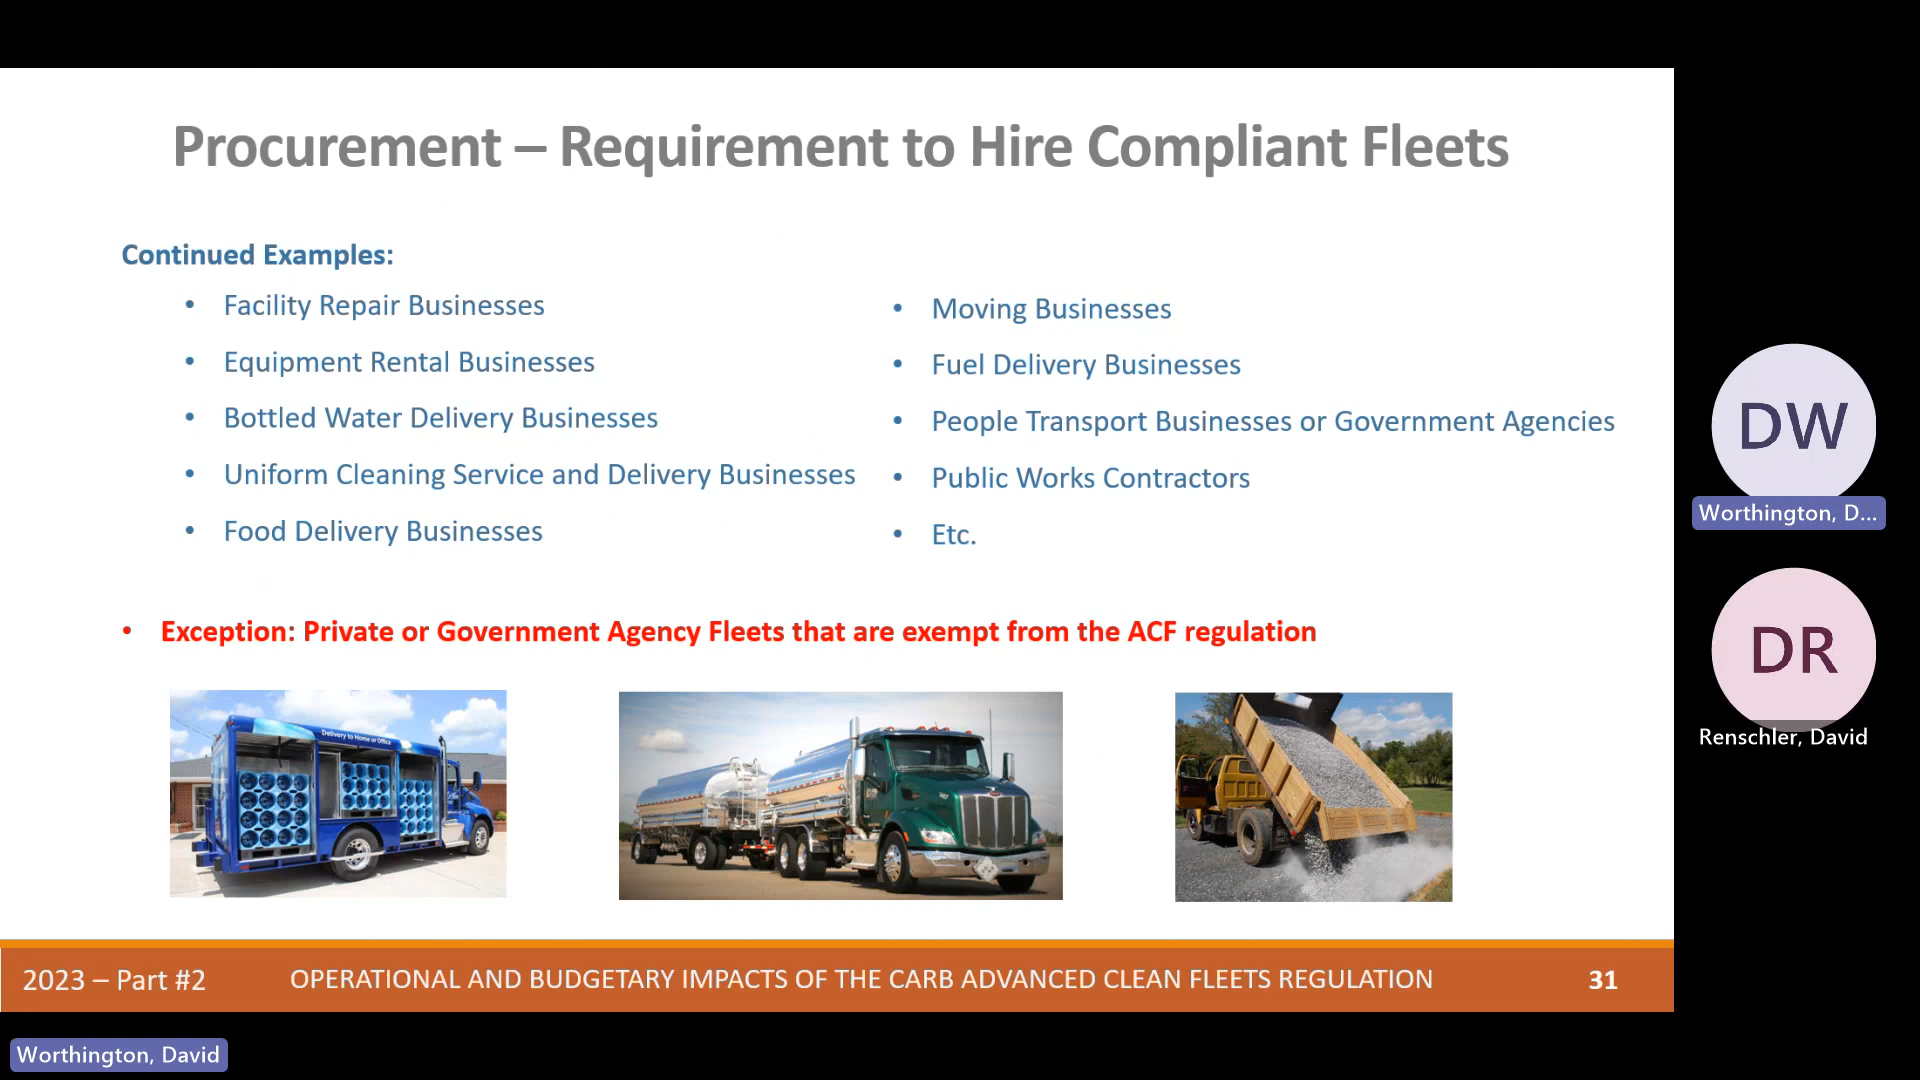 Procurement – Requirement to Hire Compliant Fleets
Continued Examples:
• Facility Repair Businesses
• Equipment Rental Businesses
• Bottled Water Delivery Businesses
• Uniform Cleaning Service and Delivery Businesses
• Food Delivery Businesses
• Moving Businesses
• Fuel Delivery Businesses
• People Transport Businesses or Government Agencies
• Public Works Contractors
• Etc.
• Exception: Private or Government Agency Fleets that are exempt from the ACF regulation
Delivery to Home or Office
2023 – Part #2
OPERATIONAL AND BUDGETARY IMPACTS OF THE CARB ADVANCED CLEAN FLEETS REGULATION
31
DW
Worthington, D...
DR
Renschler, David
Worthington, David